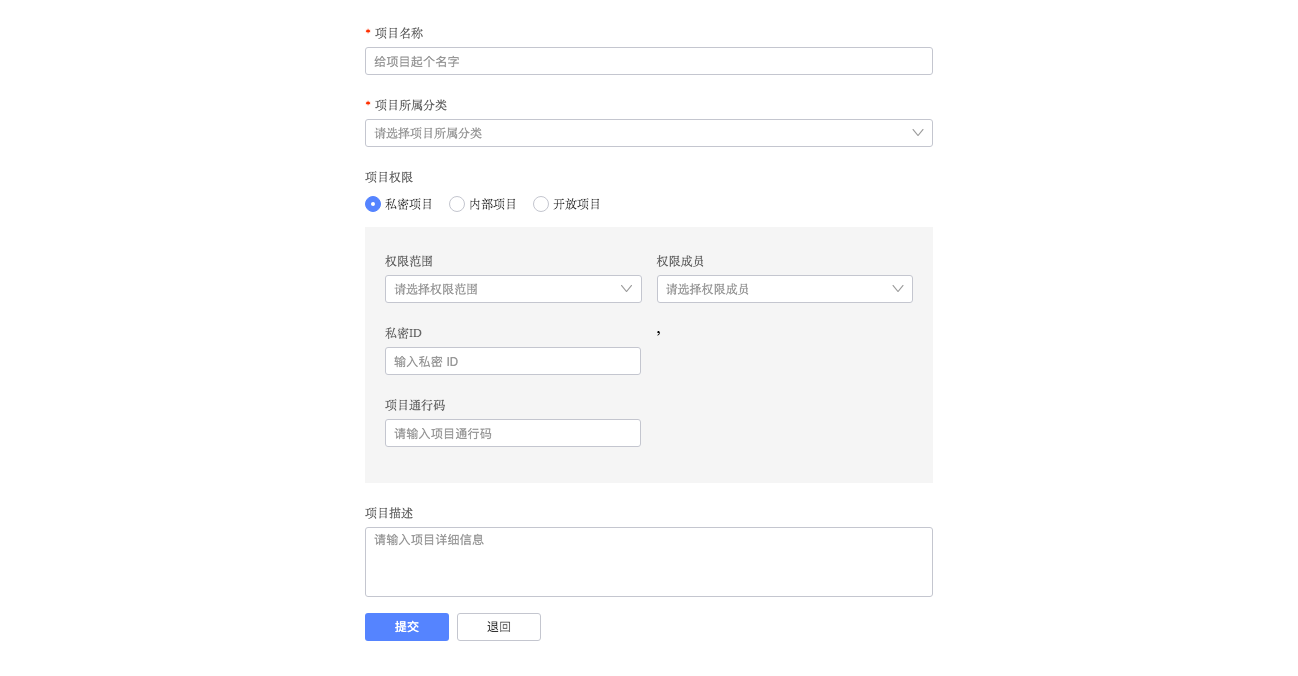 * 项目名称
给项目起个名字
* 项目所属分类
请选择项目所属分类
项目权限
私密项目 内部项目 开放项目
权限范围 权限成员
请选择权限范围 请选择权限成员
私密ID ，
输入私密 ID
项目通行码
请输入项目通行码
项目描述
请输入项目详细信息
提交 退回